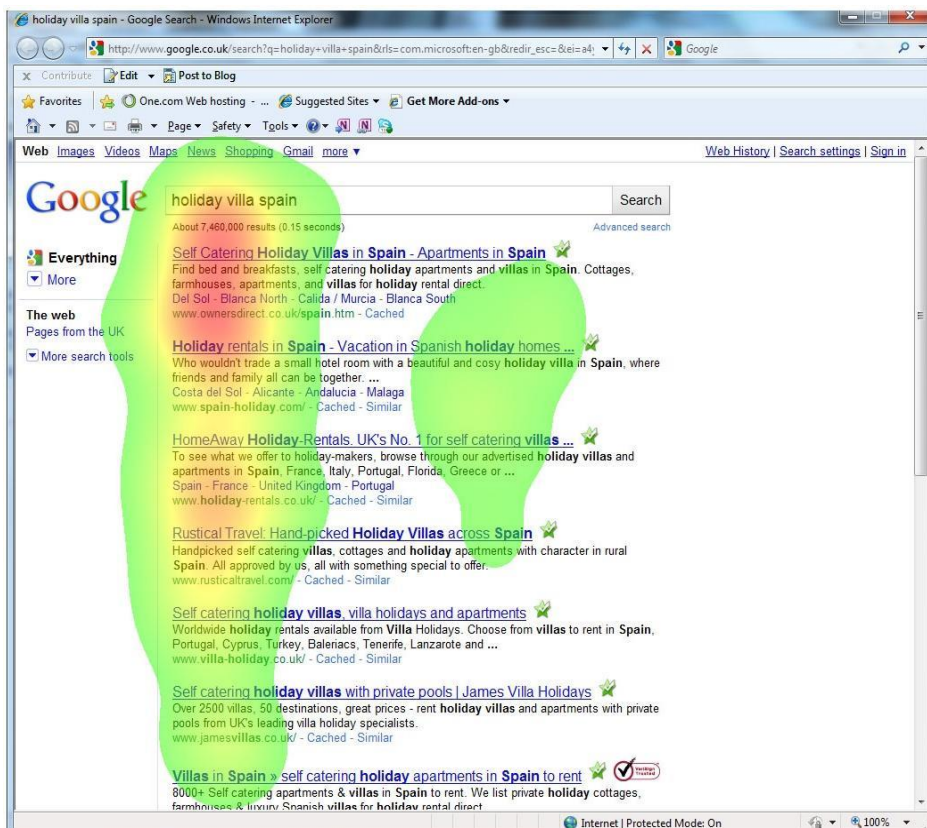 holiday villa spain - Google Search - Windows Internet Explorer
http://www.google.co.uk/search?q=holiday+villa+spain&rls=com.microsoft:en-gb&redir_esc=&ei=a4 Google
x Contribute Edit Post to Blog
Favorites One.com Web hosting - ... Suggested Sites Get More Add-ons
Page Safety Tools
Web Images Videos Maps News Shopping Gmail more Web History | Search settings | Sign in
Google holiday villa spain Search
About 7,460,000 results (0.15 seconds) Advanced search
Everything
More
The web
Pages from the UK
More search tools
Self Catering Holiday Villas in Spain - Apartments in Spain
Find bed and breakfasts, self catering holiday apartments and villas in Spain. Cottages,
farmhouses, apartments, and villas for holiday rental direct.
Del Sol - Blanca North - Calida / Murcia - Blanca South
www.ownersdirect.co.uk/spain.htm - Cached
Holiday rentals in Spain - Vacation in Spanish holiday homes ...
Who wouldn't trade a small hotel room with a beautiful and cosy holiday villa in Spain, where
friends and family all can be together. ...
Costa del Sol - Alicante - Andalucia - Malaga
www.spain-holiday.com/ - Cached - Similar
HomeAway Holiday-Rentals. UK's No. 1 for self catering villas ...
To see what we offer to holiday-makers, browse through our advertised holiday villas and
apartments in Spain, France, Italy, Portugal, Florida, Greece or ...
Spain - France - United Kingdom - Portugal
www.holiday-rentals.co.uk/ - Cached - Similar
Rustical Travel: Hand-picked Holiday Villas across Spain
Handpicked self catering villas, cottages and holiday apartments with character in rural
Spain. All approved by us, all with something special to offer.
www.rusticaltravel.com/ - Cached - Similar
Self catering holiday villas, villa holidays and apartments
Worldwide holiday rentals available from Villa Holidays. Choose from villas to rent in Spain,
Portugal, Cyprus, Turkey, Baleriacs, Tenerife, Lanzarote and ...
www.villa-holiday.co.uk/ - Cached - Similar
Self catering holiday villas with private pools | James Villa Holidays
Over 2500 villas, 50 destinations, great prices - rent holiday villas and apartments with private
pools from UK's leading villa holiday specialists.
www.jamesvillas.co.uk/ - Cached - Similar
Villas in Spain » self catering holiday apartments in Spain to rent VeriSign Trusted
8000+ Self catering apartments & villas in Spain to rent. We list private holiday cottages,
farmhouses & luxury Spanish villas for holiday rental direct
Internet | Protected Mode: On 100%